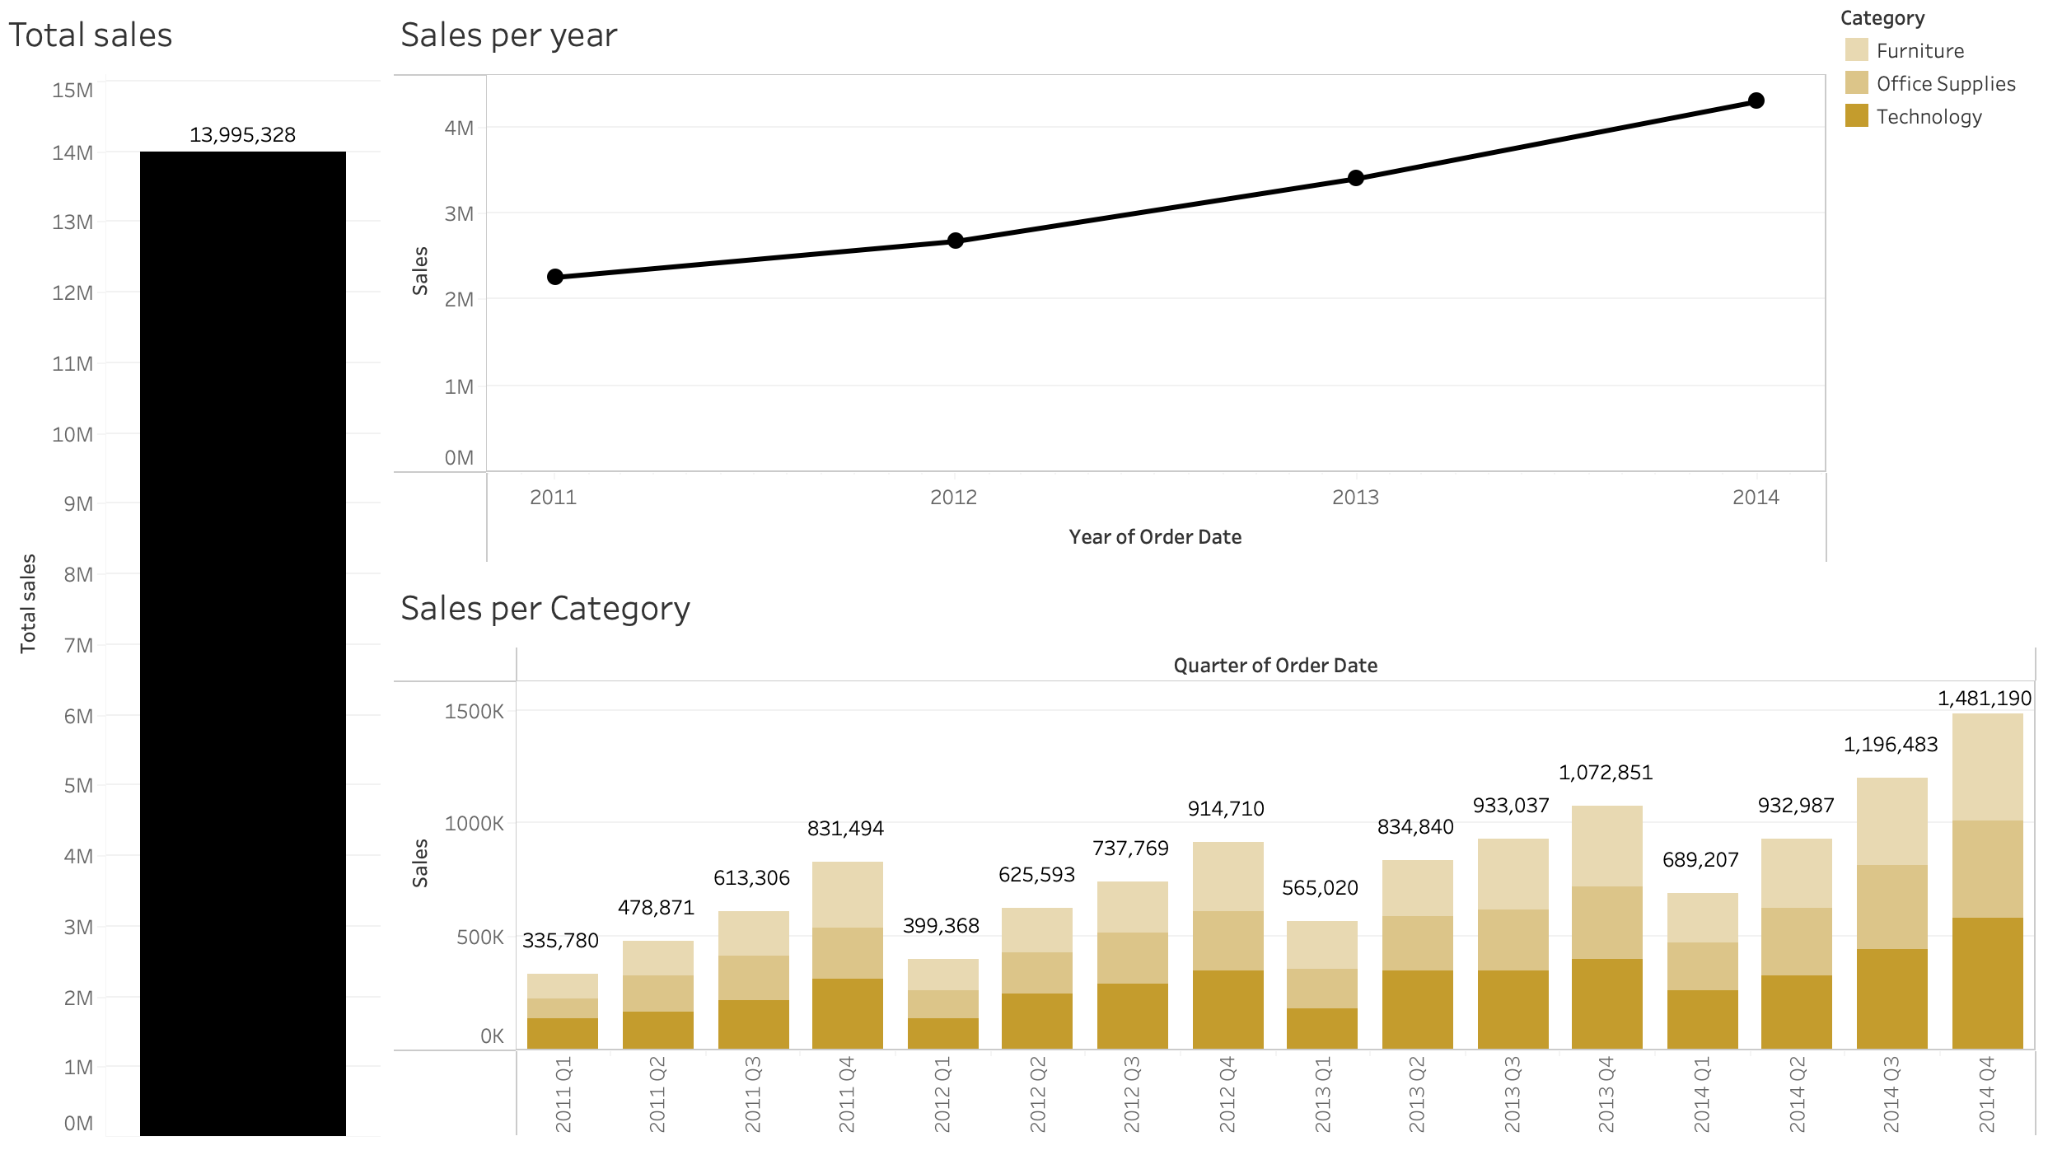 Total sales
15M
13,995,328
14M
13M
12M
11M
10M
9M
8M
7M
6M
5M
4M
3M
2M
1M
0M
Total sales
Sales per year
4M
3M
2M
1M
0M
Sales
2011 2012 2013 2014
Year of Order Date
Category
Furniture
Office Supplies
Technology
Sales per Category
Quarter of Order Date
1500K
1000K
500K
0K
Sales
335,780
478,871
613,306
831,494
399,368
625,593
737,769
914,710
565,020
834,840
933,037
1,072,851
689,207
932,987
1,196,483
1,481,190
2011 Q1
2011 Q2
2011 Q3
2011 Q4
2012 Q1
2012 Q2
2012 Q3
2012 Q4
2013 Q1
2013 Q2
2013 Q3
2013 Q4
2014 Q1
2014 Q2
2014 Q3
2014 Q4